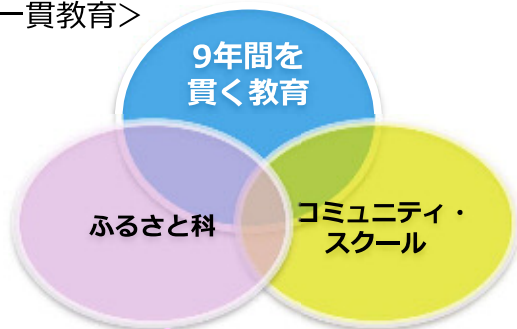 一貫教育＞
9年間を
貫く教育
ふるさと科
コミュニティ・
スクール